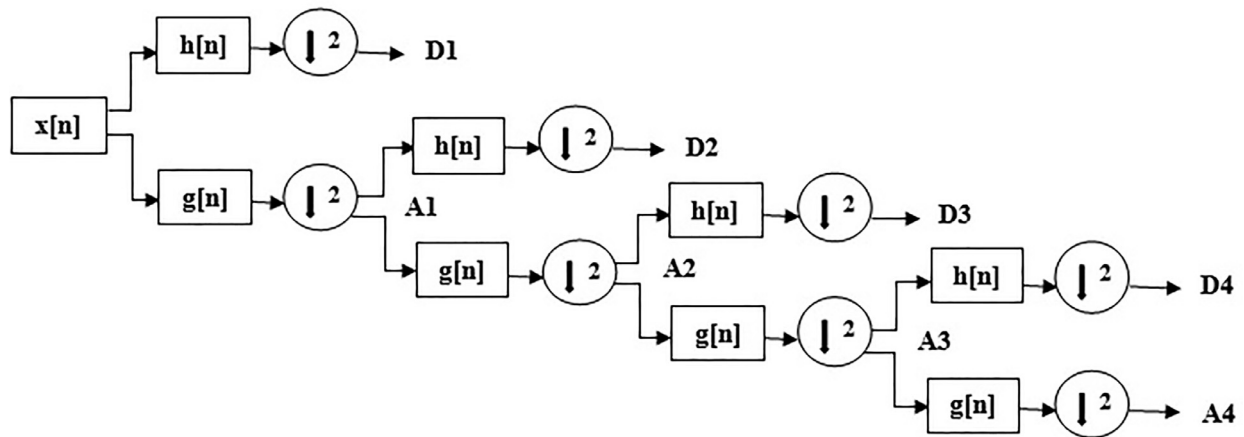 h[n] 2 D1
x[n]
h[n] 2 D2
g[n] 2 A1
h[n] 2 D3
g[n] 2 A2
h[n] 2 D4
g[n] 2 A3
g[n] 2 A4